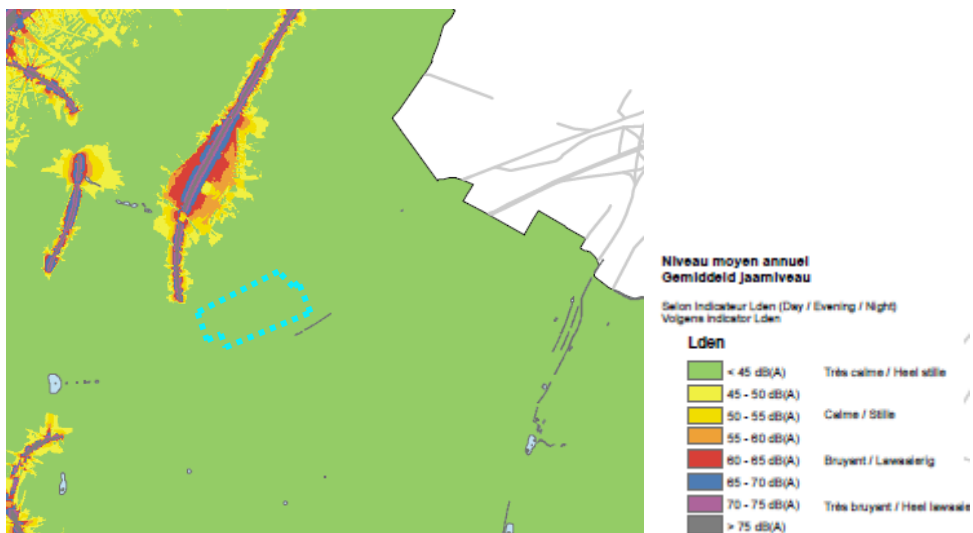 Niveau moyen annuel
Gemiddeld jaarniveau
Selon Indicateur Lden (Day / Evening / Night)
Volgens Indicator Lden
Lden
< 45 dB(A) Très calme / Heel stille
45 - 50 dB(A)
50 - 55 dB(A) Calme / Stille
55 - 60 dB(A)
60 - 65 dB(A) Bruyant / Lawaaierig
65 - 70 dB(A)
70 - 75 dB(A) Très bruyant / Heel lawaaie
> 75 dB(A)